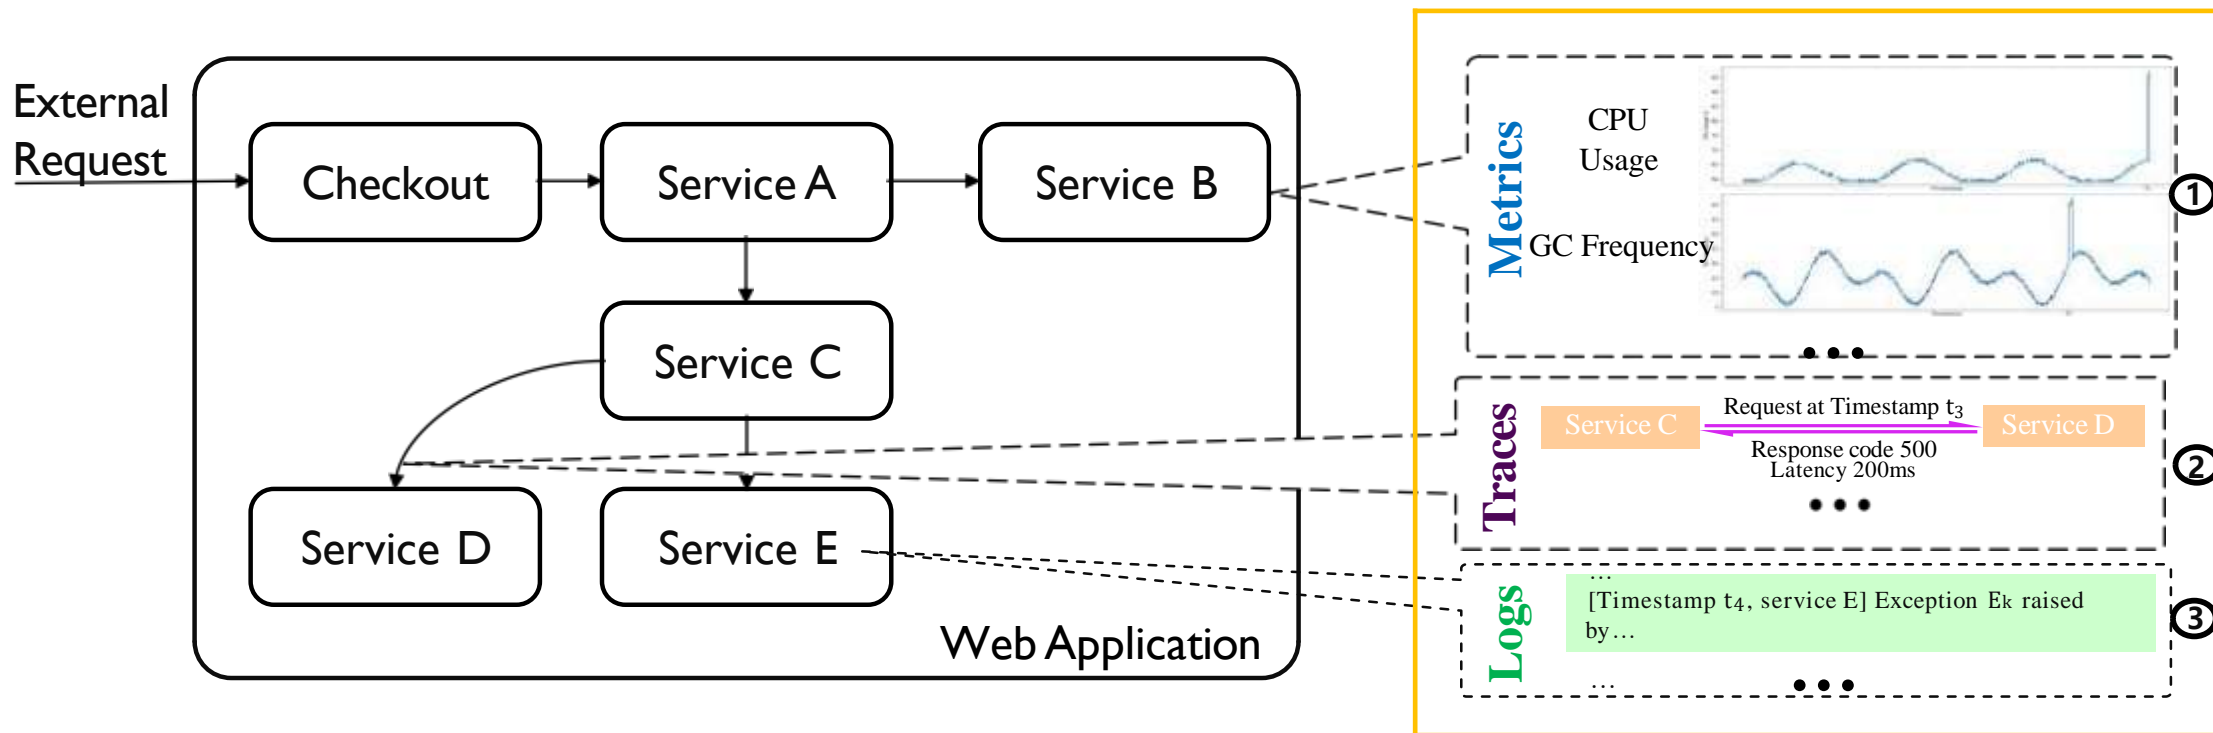 External
Request
Checkout
Service A
Service B
Service C
Service D
Service E
Web Application
Metrics
CPU
Usage
GC Frequency
•••
①
Traces
Service C
Request at Timestamp t₃
Service D
Response code 500
Latency 200ms
•••
②
Logs
...
[Timestamp t₄, service E] Exception Eₖ raised
by...
... •••
③